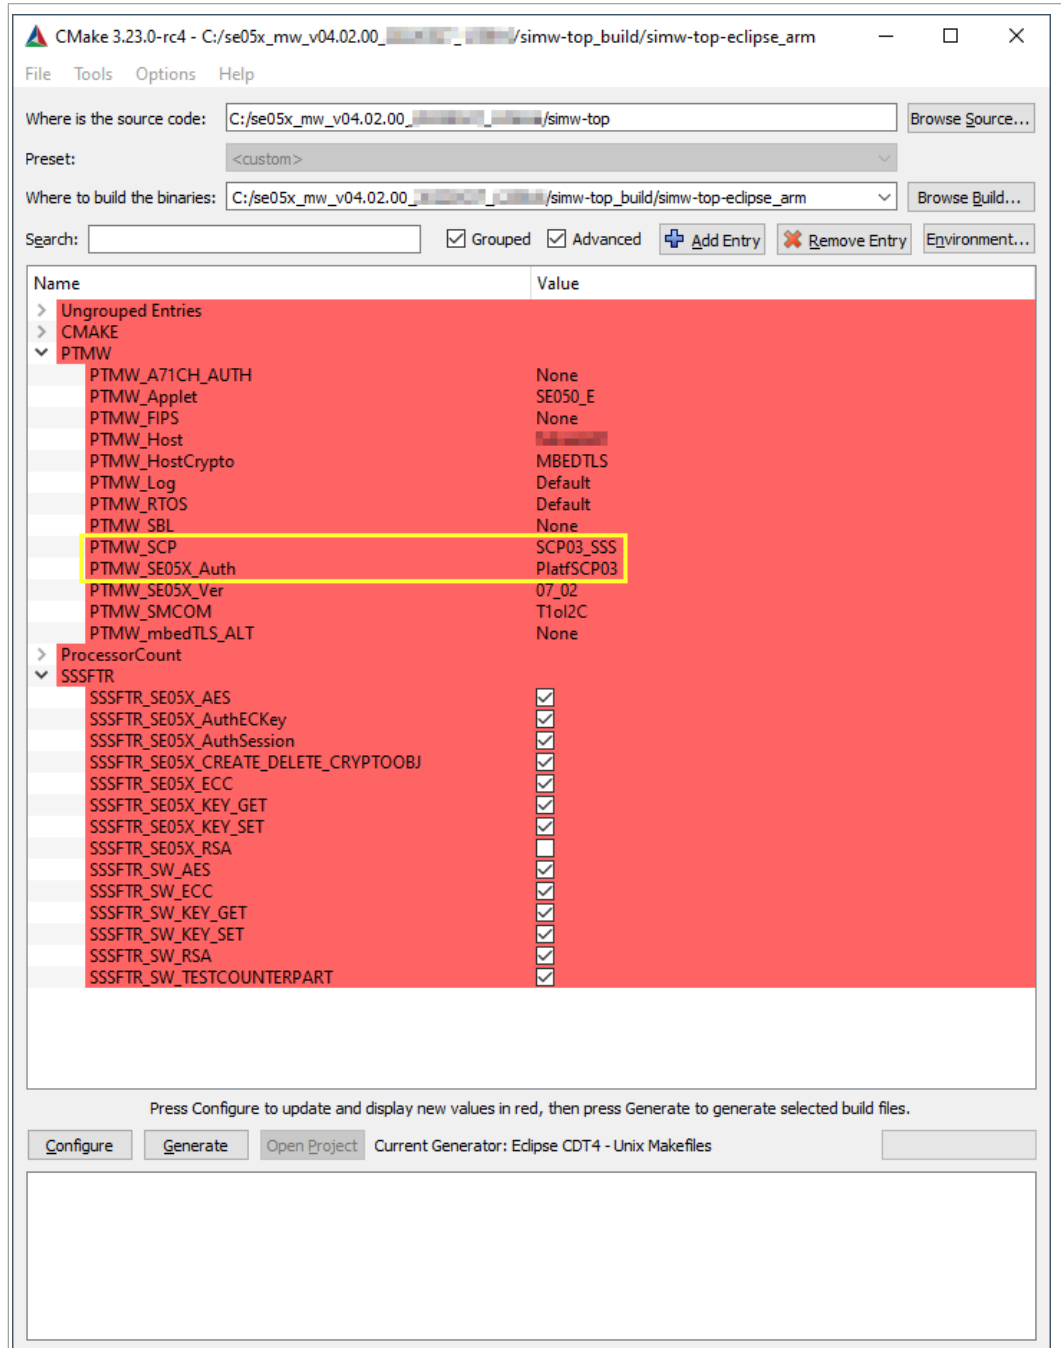 CMake 3.23.0-rc4 - C:/se05x_mw_v04.02.00_ _ /simw-top_build/simw-top-eclipse_arm
File Tools Options Help
Where is the source code: C:/se05x_mw_v04.02.00_ _ /simw-top Browse Source...
Preset: <custom>
Where to build the binaries: C:/se05x_mw_v04.02.00_ _ /simw-top_build/simw-top-eclipse_arm Browse Build...
Search: Grouped Advanced Add Entry Remove Entry Environment...
Name Value
Ungrouped Entries
CMAKE
PTMW
PTMW_A71CH_AUTH None
PTMW_Applet SE050_E
PTMW_FIPS None
PTMW_Host
PTMW_HostCrypto MBEDTLS
PTMW_Log Default
PTMW_RTOS Default
PTMW_SBL None
PTMW_SCP SCP03_SSS
PTMW_SE05X_Auth PlatfSCP03
PTMW_SE05X_Ver 07_02
PTMW_SMCOM T1oI2C
PTMW_mbedTLS_ALT None
ProcessorCount
SSSFTR
SSSFTR_SE05X_AES
SSSFTR_SE05X_AuthECKey
SSSFTR_SE05X_AuthSession
SSSFTR_SE05X_CREATE_DELETE_CRYPTOOBJ
SSSFTR_SE05X_ECC
SSSFTR_SE05X_KEY_GET
SSSFTR_SE05X_KEY_SET
SSSFTR_SE05X_RSA
SSSFTR_SW_AES
SSSFTR_SW_ECC
SSSFTR_SW_KEY_GET
SSSFTR_SW_KEY_SET
SSSFTR_SW_RSA
SSSFTR_SW_TESTCOUNTERPART
Press Configure to update and display new values in red, then press Generate to generate selected build files.
Configure Generate Open Project Current Generator: Eclipse CDT4 - Unix Makefiles